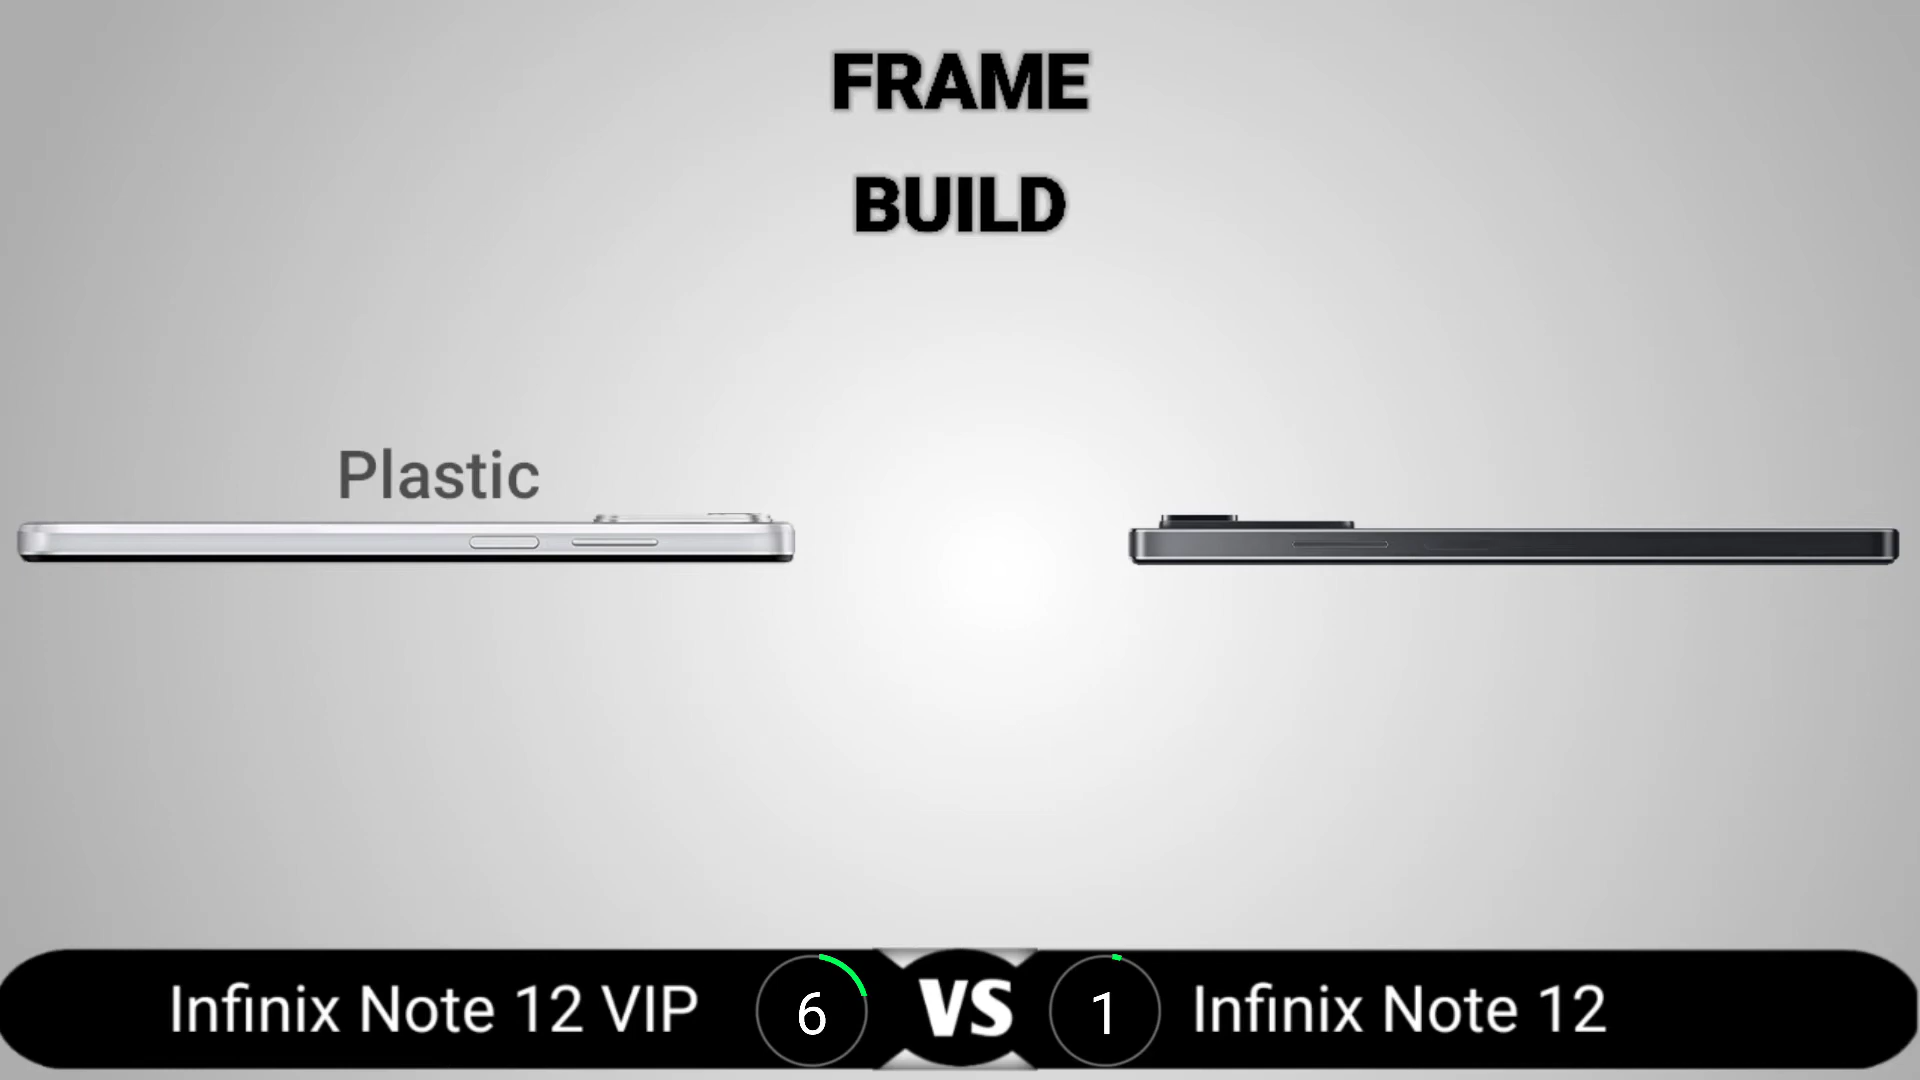 FRAME
BUILD
Plastic
Infinix Note 12 VIP 6 VS 1 Infinix Note 12